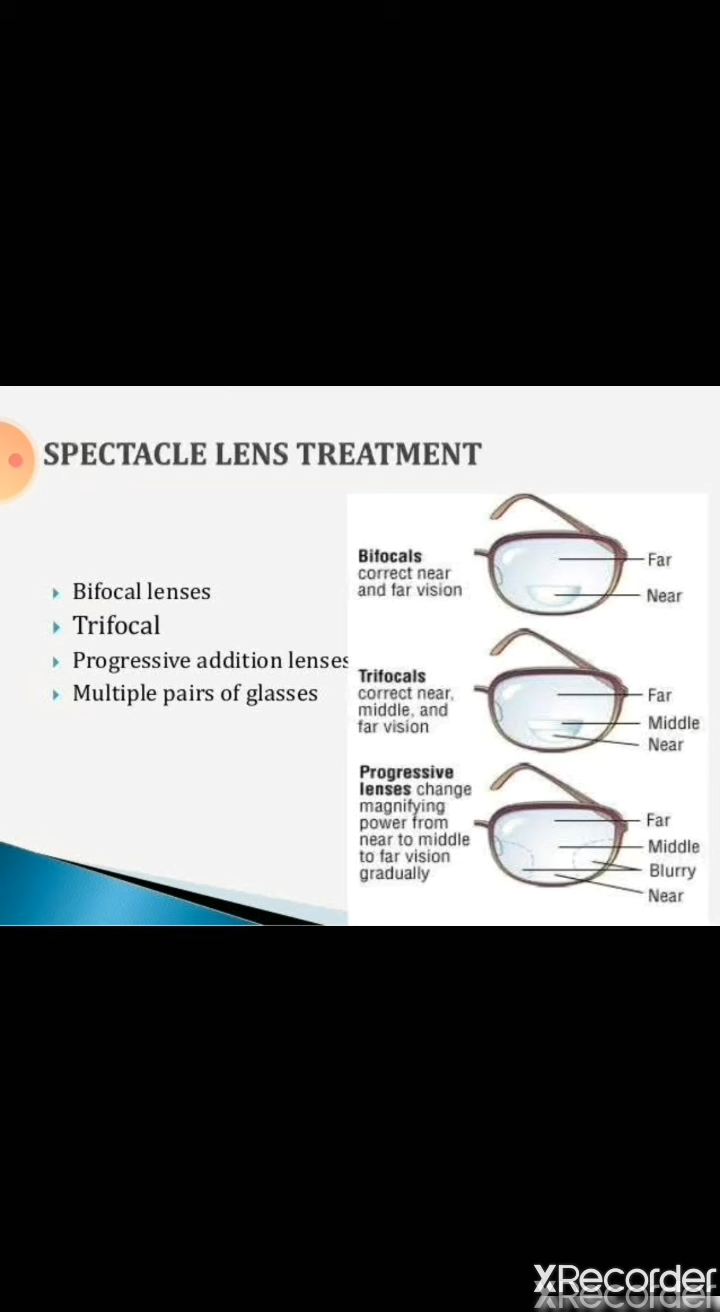 SPECTACLE LENS TREATMENT
Bifocal lenses
Trifocal
Progressive addition lenses
Multiple pairs of glasses
Bifocals
correct near
and far vision
Far
Near
Trifocals
correct near,
middle, and
far vision
Far
Middle
Near
Progressive
lenses change
magnifying
power from
near to middle
to far vision
gradually
Far
Middle
Blurry
Near
XRecorder